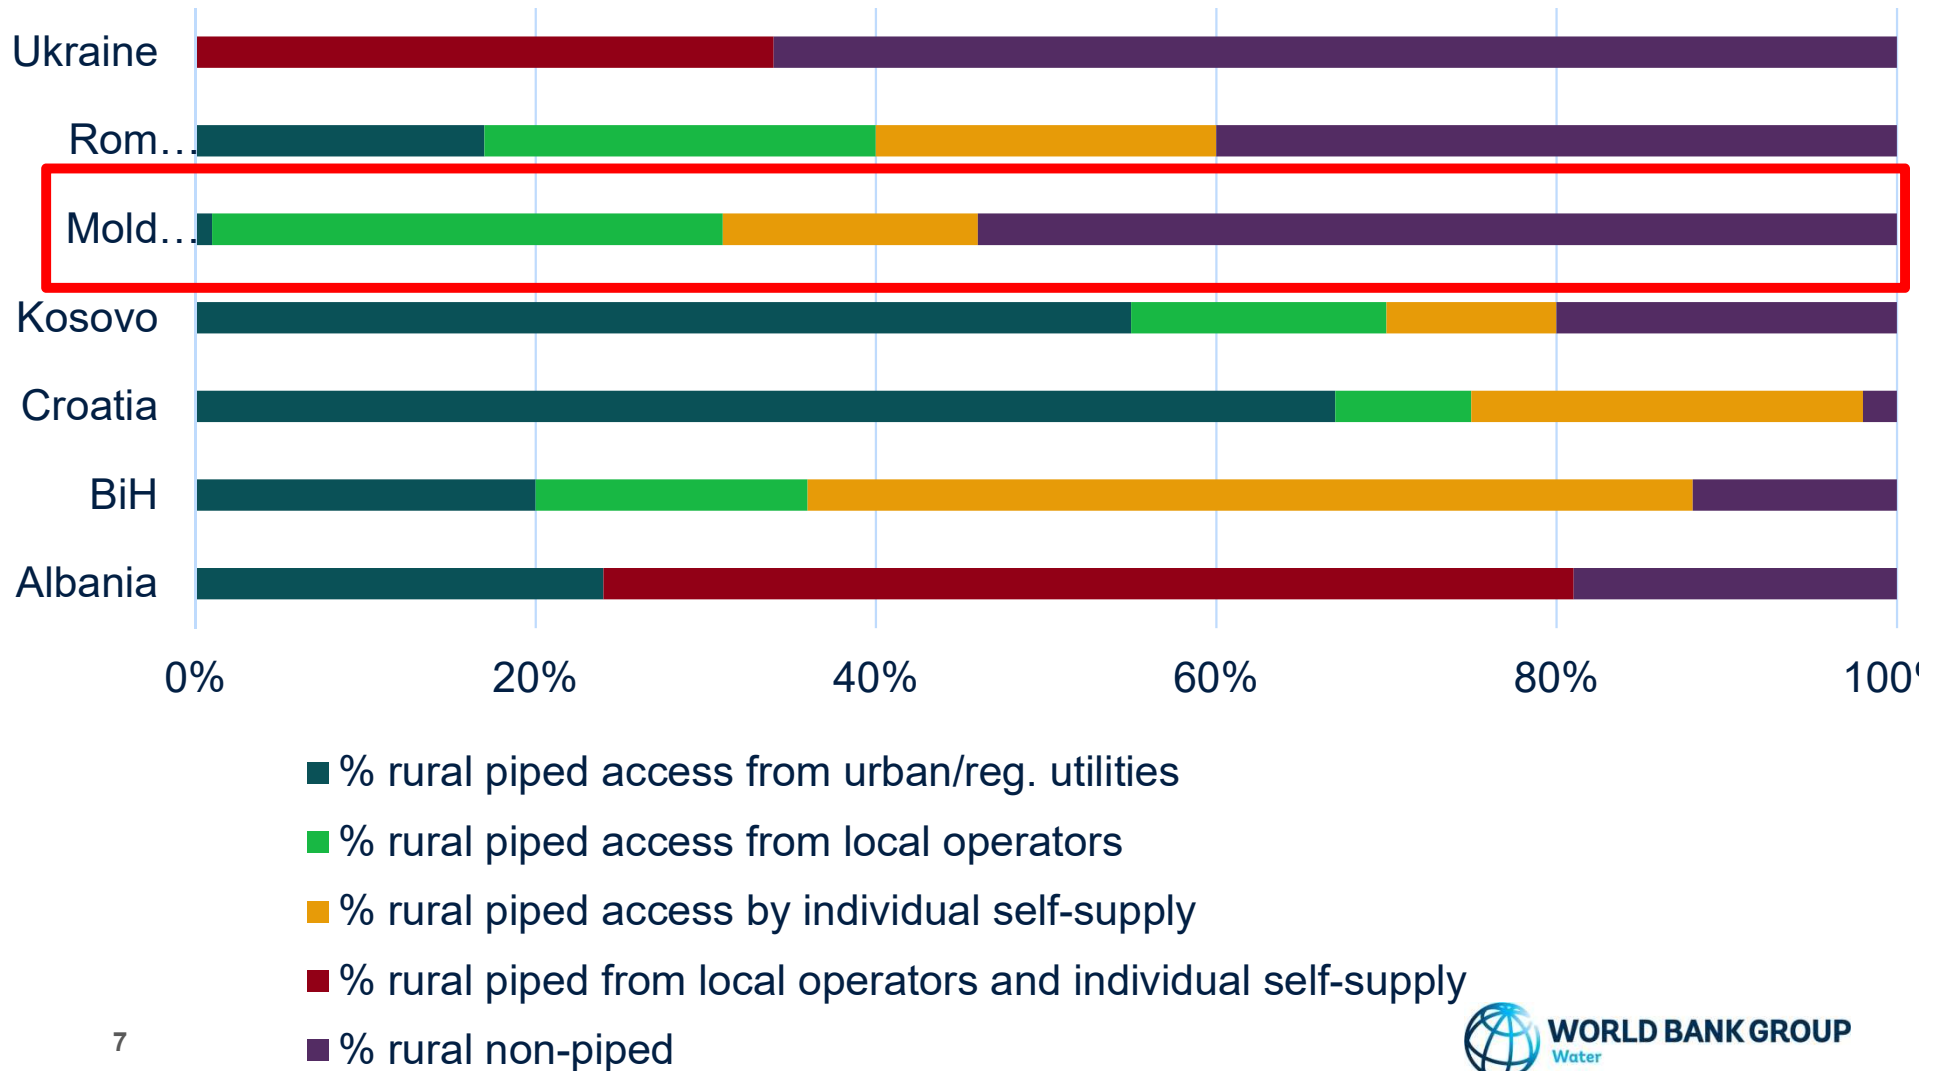 Ukraine
Rom…
Mold…
Kosovo
Croatia
BiH
Albania
0% 20% 40% 60% 80% 100%
% rural piped access from urban/reg. utilities
% rural piped access from local operators
% rural piped access by individual self-supply
% rural piped from local operators and individual self-supply
% rural non-piped
7
WORLD BANK GROUP
Water